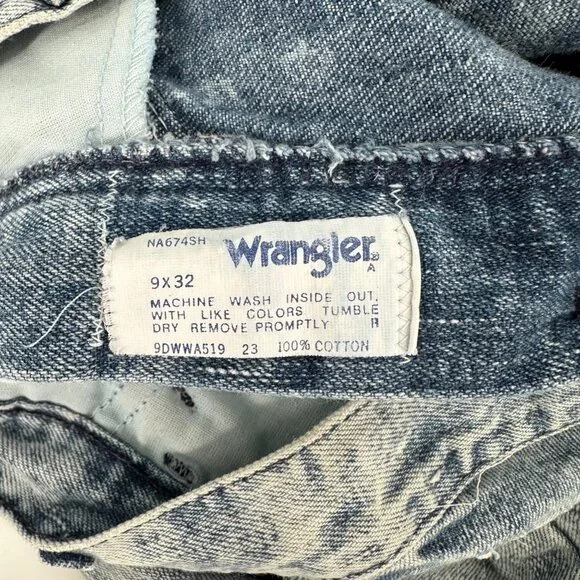 NA674SH Wrangler®
A
9X32
MACHINE WASH INSIDE OUT,
WITH LIKE COLORS TUMBLE
DRY REMOVE PROMPTLY R
9DWWA519 23 100% COTTON